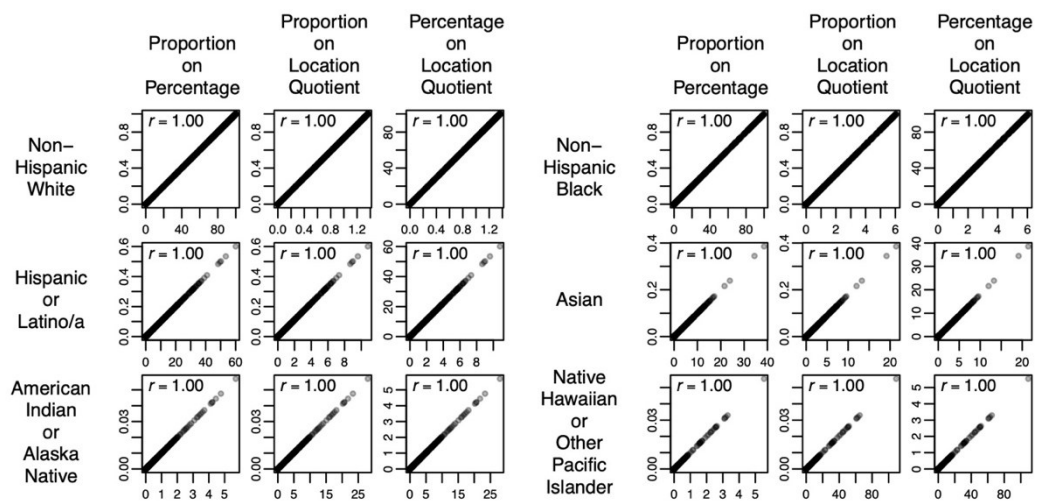 Proportion
on
Percentage
Proportion
on
Location
Quotient
Percentage
on
Location
Quotient
Non−
Hispanic
White
r = 1.00
0.0 0.4 0.8
0 40 80
r = 1.00
0.0 0.4 0.8
0.0 0.4 0.8 1.2
r = 1.00
0 40 80
0.0 0.4 0.8 1.2
Hispanic
or
Latino/a
r = 1.00
0.0 0.2 0.4 0.6
0 20 40 60
r = 1.00
0.0 0.2 0.4 0.6
0 2 4 6 8
r = 1.00
0 20 40 60
0 2 4 6 8
American
Indian
or
Alaska
Native
r = 1.00
0.00 0.03
0 1 2 3 4 5
r = 1.00
0.00 0.03
0 5 15 25
r = 1.00
0 1 2 3 4 5
0 5 15 25
Proportion
on
Percentage
Proportion
on
Location
Quotient
Percentage
on
Location
Quotient
Non−
Hispanic
Black
r = 1.00
0.0 0.4 0.8
0 40 80
r = 1.00
0.0 0.4 0.8
0 2 4 6
r = 1.00
0 40 80
0 1 2 3 4 5 6
Asian
r = 1.00
0.0 0.2 0.4
0 10 20 30 40
r = 1.00
0.0 0.2 0.4
0 5 10 20
r = 1.00
0 10 20 30 40
0 5 10 20
Native
Hawaiian
or
Other
Pacific
Islander
r = 1.00
0.00 0.03
0 1 2 3 4 5
r = 1.00
0.00 0.03
0 40 80
r = 1.00
0 1 2 3 4 5
0 40 80